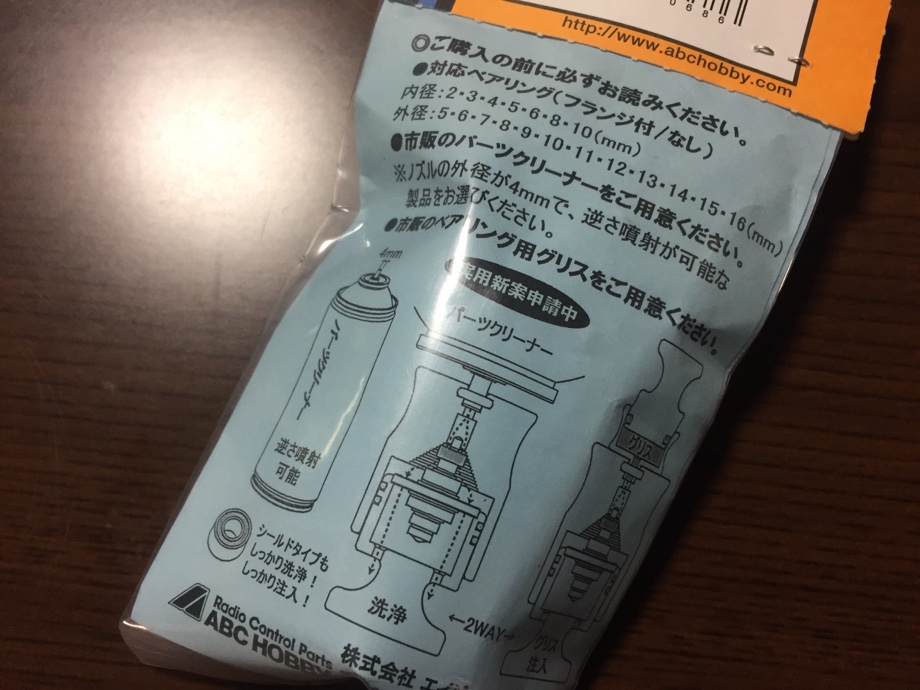 0686
http://www.abchobby.com
◎ご購入の前に必ずお読みください。
●対応ベアリング(フランジ付/なし)
内径:2・3・4・5・6・8・10(mm)
外径:5・6・7・8・9・10・11・12・13・14・15・16(mm)
●市販のパーツクリーナーをご用意ください。
※ノズルの外径が4mmで、逆さ噴射が可能な
製品をお選びください。
●市販のベアリング用グリスをご用意ください。
4mm
実用新案申請中
パーツクリーナー
パーツクリーナー
逆さ噴射
可能
グリス
シールドタイプも
しっかり洗浄!
しっかり注入!
洗浄
←2WAY→
グリス
注入
Radio Control Parts
ABC HOBBY
株式会社